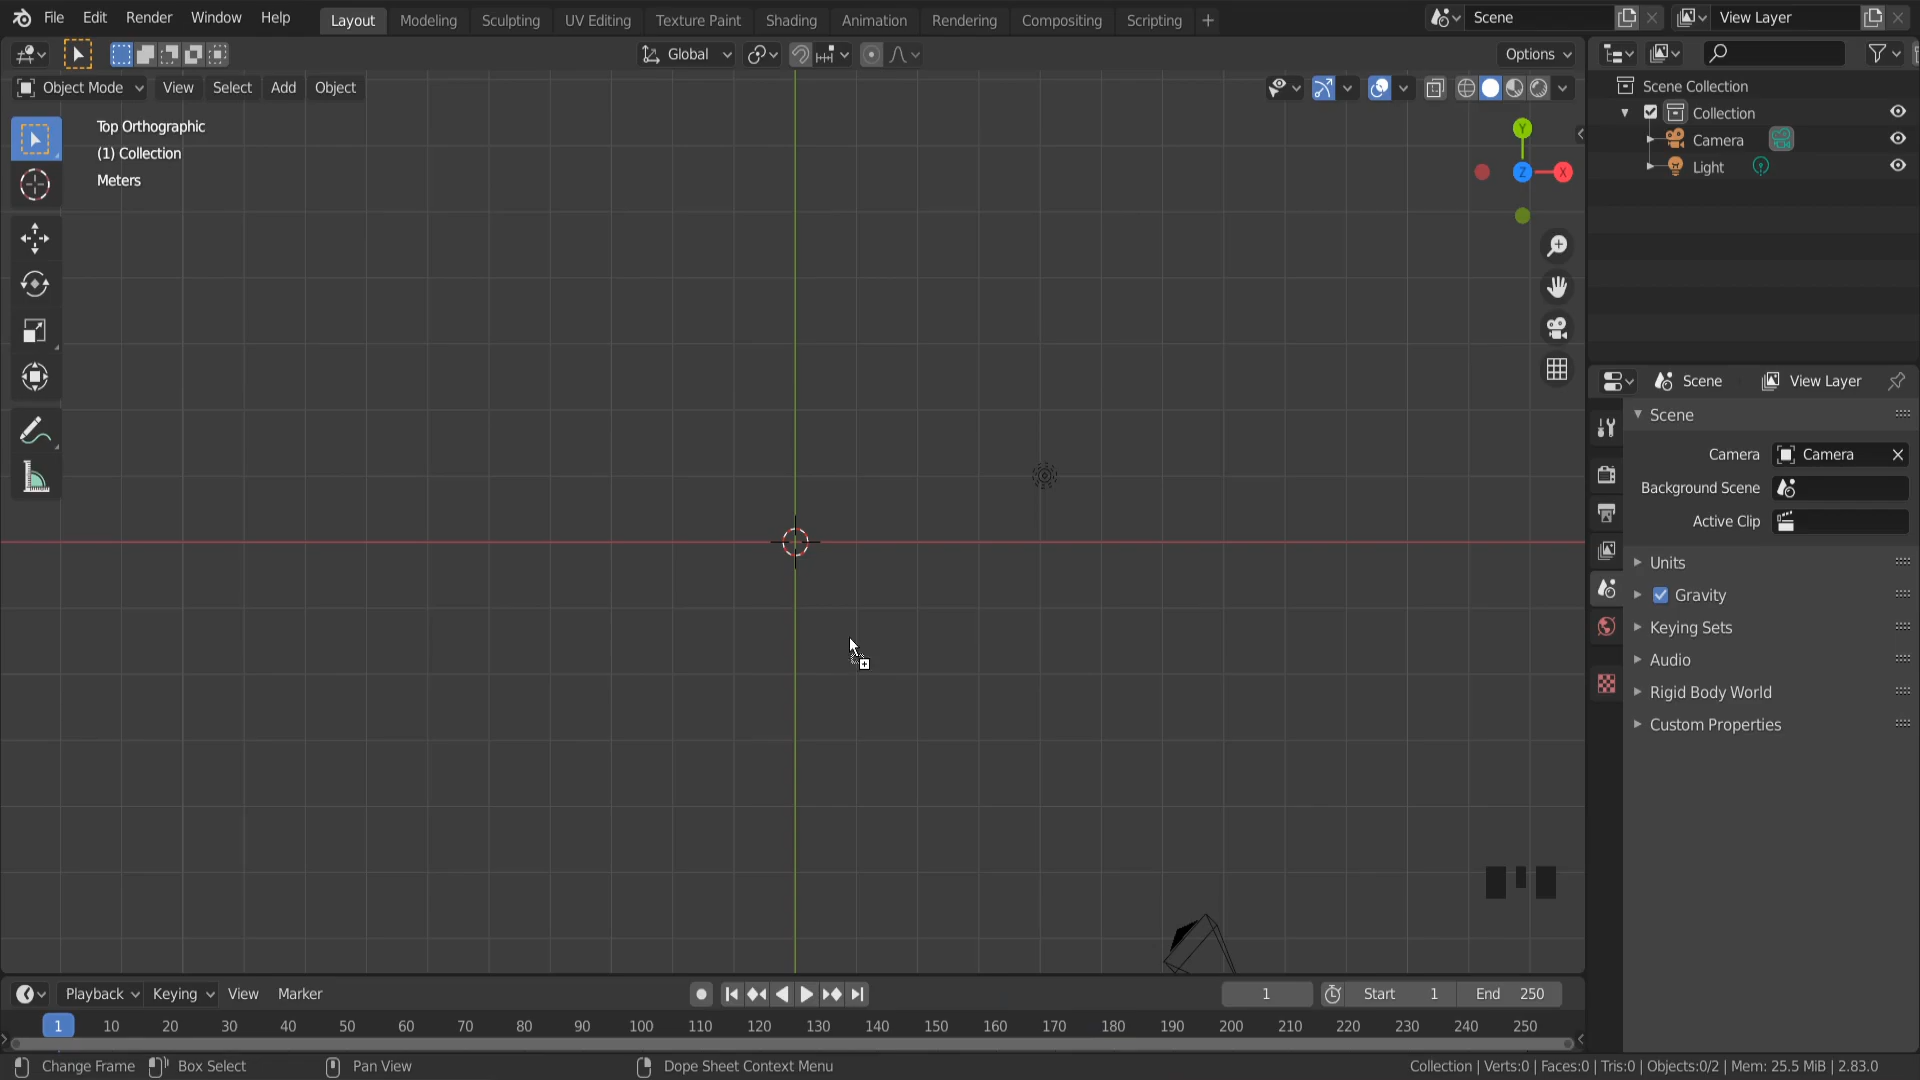 File Edit Render Window Help Layout Modeling Sculpting UV Editing Texture Paint Shading Animation Rendering Compositing Scripting + Scene View Layer
Global Options
Object Mode View Select Add Object
Top Orthographic
(1) Collection
Meters
Y
Z
X
Scene Collection
Collection
Camera
Light
Scene View Layer
Scene
Camera Camera
Background Scene
Active Clip
Units
Gravity
Keying Sets
Audio
Rigid Body World
Custom Properties
Playback Keying View Marker 1 Start 1 End 250
1 10 20 30 40 50 60 70 80 90 100 110 120 130 140 150 160 170 180 190 200 210 220 230 240 250
Change Frame Box Select Pan View Dope Sheet Context Menu Collection | Verts:0 | Faces:0 | Tris:0 | Objects:0/2 | Mem: 25.5 MiB | 2.83.0